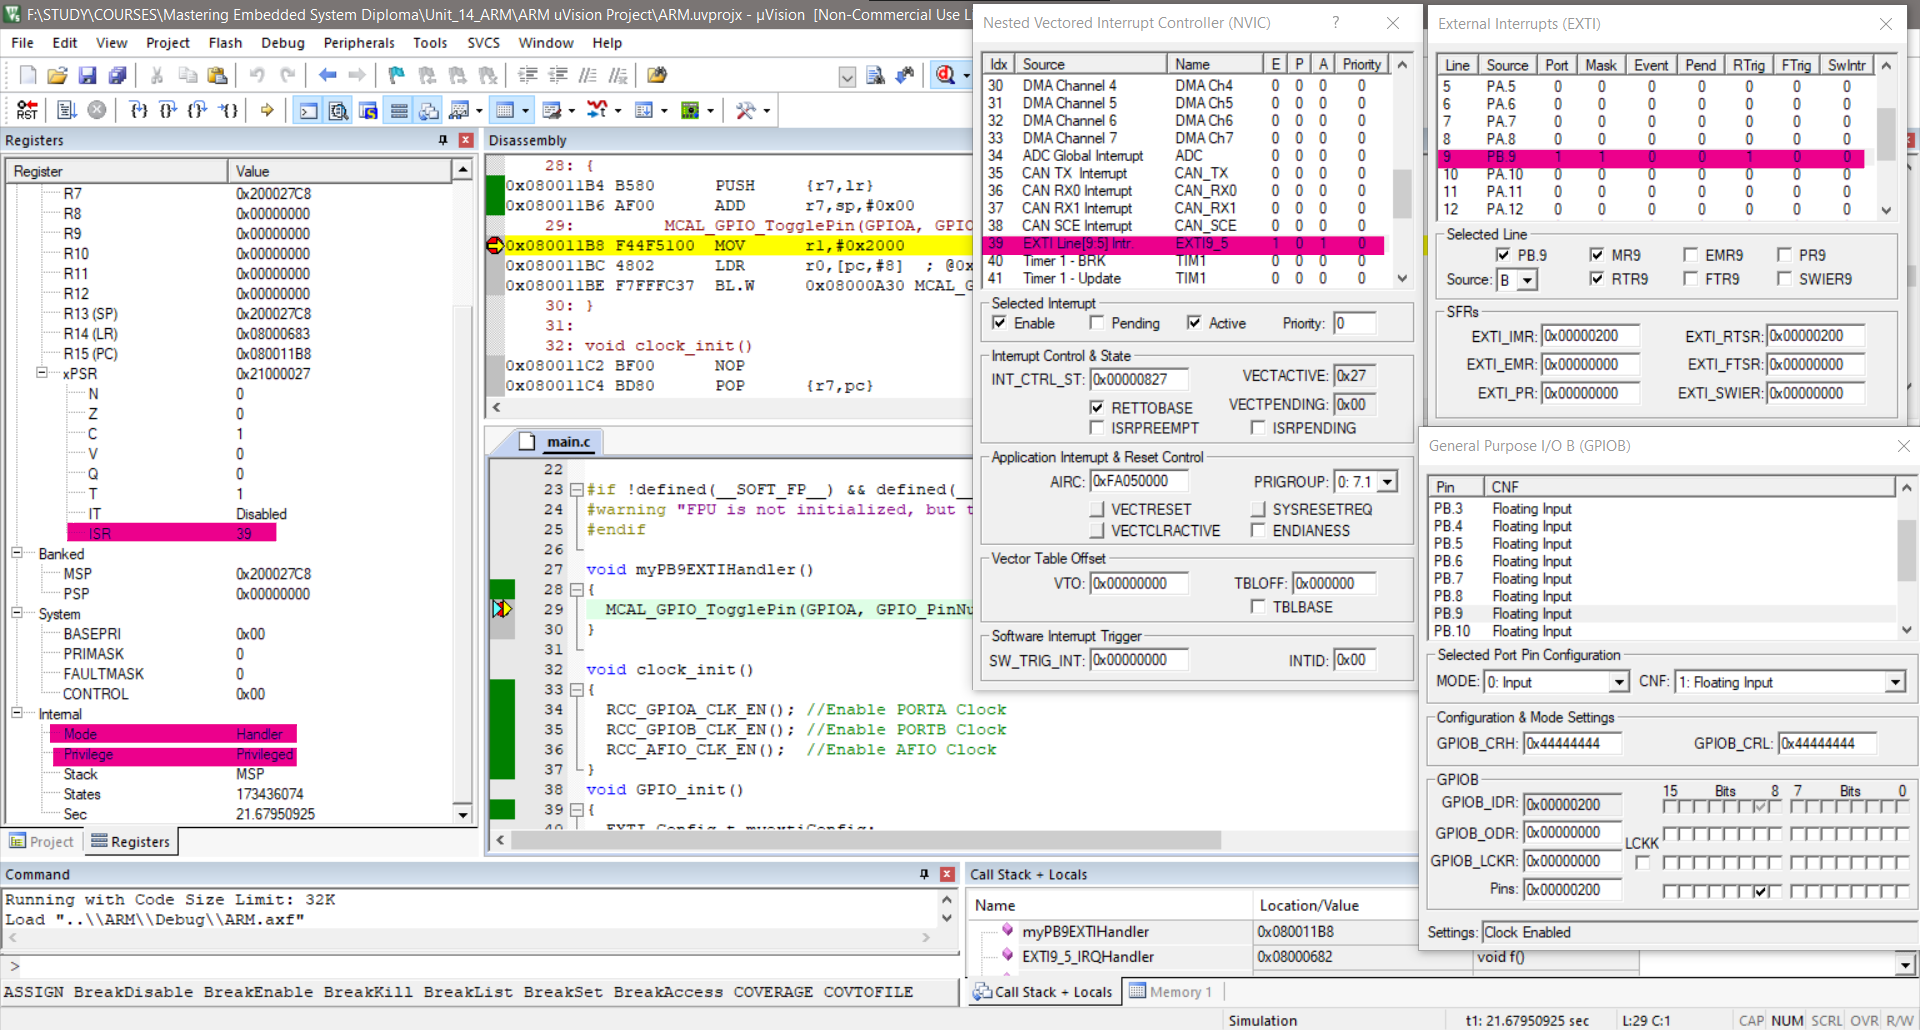 F:\STUDY\COURSES\Mastering Embedded System Diploma\Unit_14_ARM\ARM uVision Project\ARM.uvprojx - µVision [Non-Commercial Use Li
File Edit View Project Flash Debug Peripherals Tools SVCS Window Help
RST
Registers
Register Value
R7 0x200027C8
R8 0x00000000
R9 0x00000000
R10 0x00000000
R11 0x00000000
R12 0x00000000
R13 (SP) 0x200027C8
R14 (LR) 0x08000683
R15 (PC) 0x080011B8
xPSR 0x21000027
N 0
Z 0
C 1
V 0
Q 0
T 1
IT Disabled
ISR 39
Banked
MSP 0x200027C8
PSP 0x00000000
System
BASEPRI 0x00
PRIMASK 0
FAULTMASK 0
CONTROL 0x00
Internal
Mode Handler
Privilege Privileged
Stack MSP
States 173436074
Sec 21.67950925
Project Registers
Disassembly
28: {
0x080011B4 B580 PUSH {r7,lr}
0x080011B6 AF00 ADD r7,sp,#0x00
29: MCAL_GPIO_TogglePin(GPIOA, GPIO
0x080011B8 F44F5100 MOV r1,#0x2000
0x080011BC 4802 LDR r0,[pc,#8] ; @0x
0x080011BE F7FFFC37 BL.W 0x08000A30 MCAL_G
30: }
31:
32: void clock_init()
0x080011C2 BF00 NOP
0x080011C4 BD80 POP {r7,pc}
main.c
22
23 #if !defined(__SOFT_FP__) && defined(__
24 #warning "FPU is not initialized, but t
25 #endif
26
27 void myPB9EXTIHandler()
28 {
29 MCAL_GPIO_TogglePin(GPIOA, GPIO_PinNu
30 }
31
32 void clock_init()
33 {
34 RCC_GPIOA_CLK_EN(); //Enable PORTA Clock
35 RCC_GPIOB_CLK_EN(); //Enable PORTB Clock
36 RCC_AFIO_CLK_EN(); //Enable AFIO Clock
37 }
38 void GPIO_init()
39 {
40 EXTI_Config_t myextiConfig;
Nested Vectored Interrupt Controller (NVIC) ?
Idx Source Name E P A Priority
30 DMA Channel 4 DMA Ch4 0 0 0 0
31 DMA Channel 5 DMA Ch5 0 0 0 0
32 DMA Channel 6 DMA Ch6 0 0 0 0
33 DMA Channel 7 DMA Ch7 0 0 0 0
34 ADC Global Interrupt ADC 0 0 0 0
35 CAN TX Interrupt CAN_TX 0 0 0 0
36 CAN RX0 Interrupt CAN_RX0 0 0 0 0
37 CAN RX1 Interrupt CAN_RX1 0 0 0 0
38 CAN SCE Interrupt CAN_SCE 0 0 0 0
39 EXTI Line[9:5] Intr. EXTI9_5 1 0 1 0
40 Timer 1 - BRK TIM1 0 0 0 0
41 Timer 1 - Update TIM1 0 0 0 0
Selected Interrupt
Enable Pending Active Priority: 0
Interrupt Control & State
INT_CTRL_ST: 0x00000827 VECTACTIVE: 0x27
RETTOBASE VECTPENDING: 0x00
ISRPREEMPT ISRPENDING
Application Interrupt & Reset Control
AIRC: 0xFA050000 PRIGROUP: 0: 7.1
VECTRESET SYSRESETREQ
VECTCLRACTIVE ENDIANESS
Vector Table Offset
VTO: 0x00000000 TBLOFF: 0x000000
TBLBASE
Software Interrupt Trigger
SW_TRIG_INT: 0x00000000 INTID: 0x00
External Interrupts (EXTI)
Line Source Port Mask Event Pend RTrig FTrig SwIntr
5 PA.5 0 0 0 0 0 0 0
6 PA.6 0 0 0 0 0 0 0
7 PA.7 0 0 0 0 0 0 0
8 PA.8 0 0 0 0 0 0 0
9 PB.9 1 1 0 0 1 0 0
10 PA.10 0 0 0 0 0 0 0
11 PA.11 0 0 0 0 0 0 0
12 PA.12 0 0 0 0 0 0 0
Selected Line
PB.9 MR9 EMR9 PR9
Source: B RTR9 FTR9 SWIER9
SFRs
EXTI_IMR: 0x00000200 EXTI_RTSR: 0x00000200
EXTI_EMR: 0x00000000 EXTI_FTSR: 0x00000000
EXTI_PR: 0x00000000 EXTI_SWIER: 0x00000000
General Purpose I/O B (GPIOB)
Pin CNF
PB.3 Floating Input
PB.4 Floating Input
PB.5 Floating Input
PB.6 Floating Input
PB.7 Floating Input
PB.8 Floating Input
PB.9 Floating Input
PB.10 Floating Input
Selected Port Pin Configuration
MODE: 0: Input CNF: 1: Floating Input
Configuration & Mode Settings
GPIOB_CRH: 0x44444444 GPIOB_CRL: 0x44444444
GPIOB
15 Bits 8 7 Bits 0
GPIOB_IDR: 0x00000200
GPIOB_ODR: 0x00000000
LCKK
GPIOB_LCKR: 0x00000000
Pins: 0x00000200
Settings: Clock Enabled
Command
Running with Code Size Limit: 32K
Load "..\\ARM\\Debug\\ARM.axf"
>
ASSIGN BreakDisable BreakEnable BreakKill BreakList BreakSet BreakAccess COVERAGE COVTOFILE
Call Stack + Locals
Name Location/Value
myPB9EXTIHandler 0x080011B8
EXTI9_5_IRQHandler 0x08000682 void f()
Call Stack + Locals Memory 1
Simulation t1: 21.67950925 sec L:29 C:1 CAP NUM SCRL OVR R/W